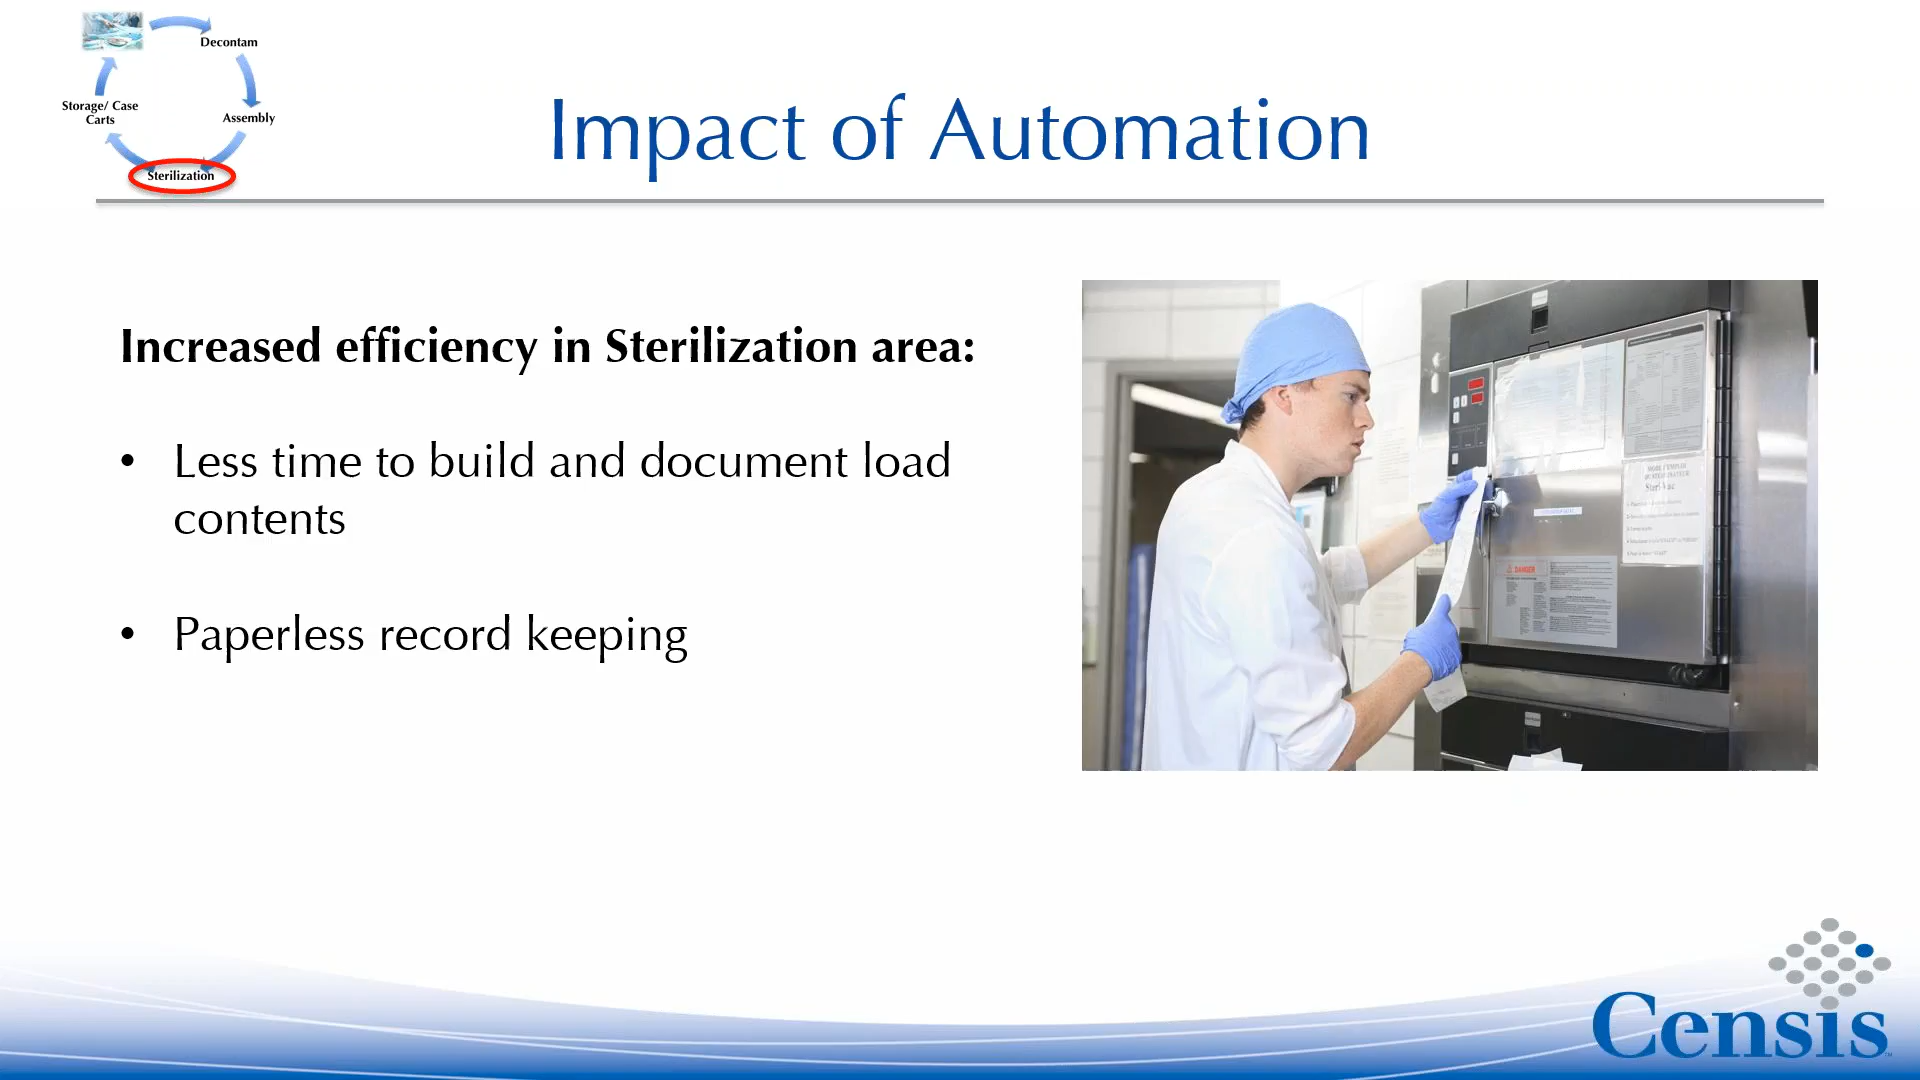 Decontam
Storage/ Case
Carts
Assembly
Sterilization
Impact of Automation
Increased efficiency in Sterilization area:
• Less time to build and document load
contents
• Paperless record keeping
DANGER
Censis